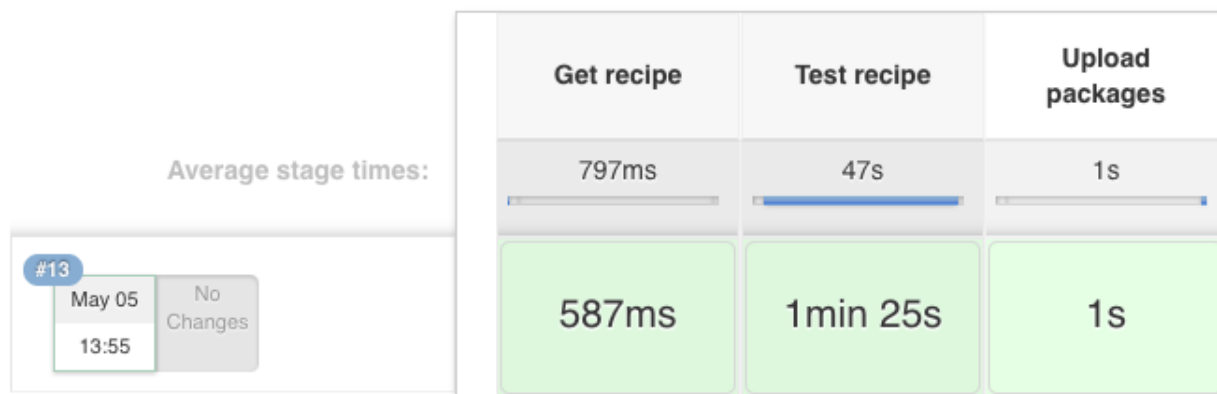 Get recipe
Test recipe
Upload
packages
Average stage times:
797ms
47s
1s
#13
May 05
13:55
No
Changes
587ms
1min 25s
1s